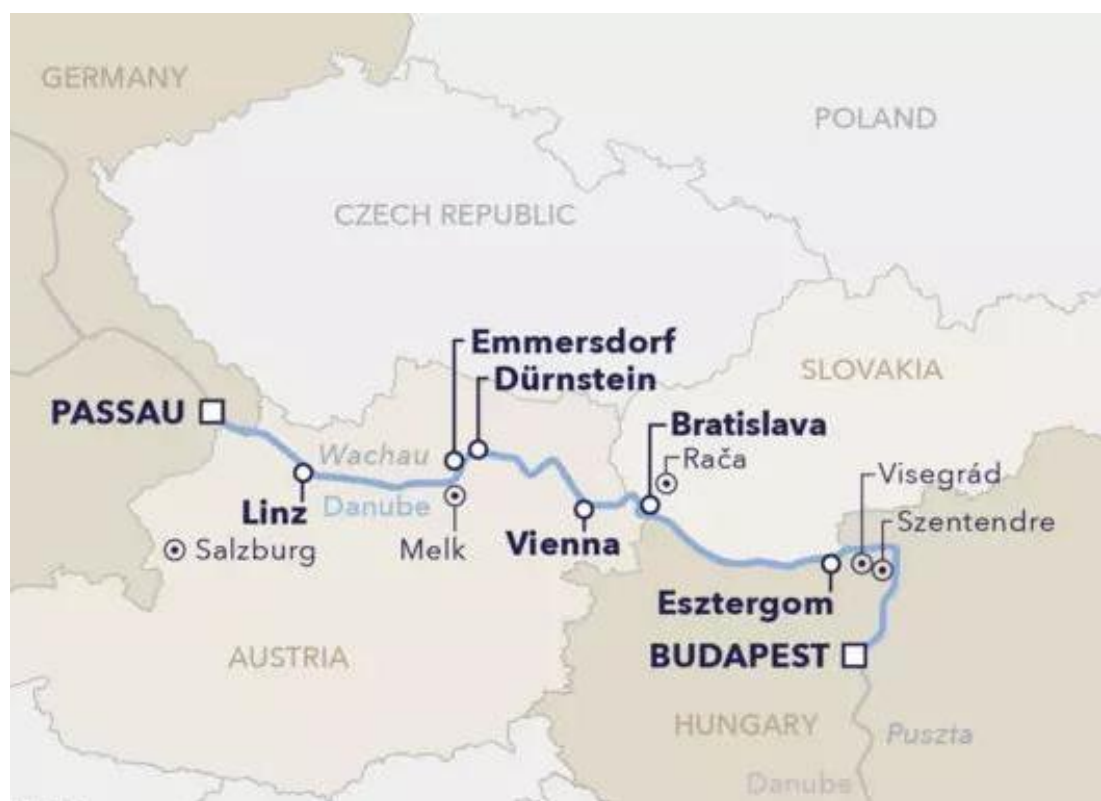 GERMANY
POLAND
CZECH REPUBLIC
Emmersdorf
SLOVAKIA
Dürnstein
PASSAU
Bratislava
Wachau
Rača
Visegrád
Danube
Linz
Szentendre
Vienna
Salzburg
Melk
Esztergom
BUDAPEST
AUSTRIA
HUNGARY
Puszta
Danube